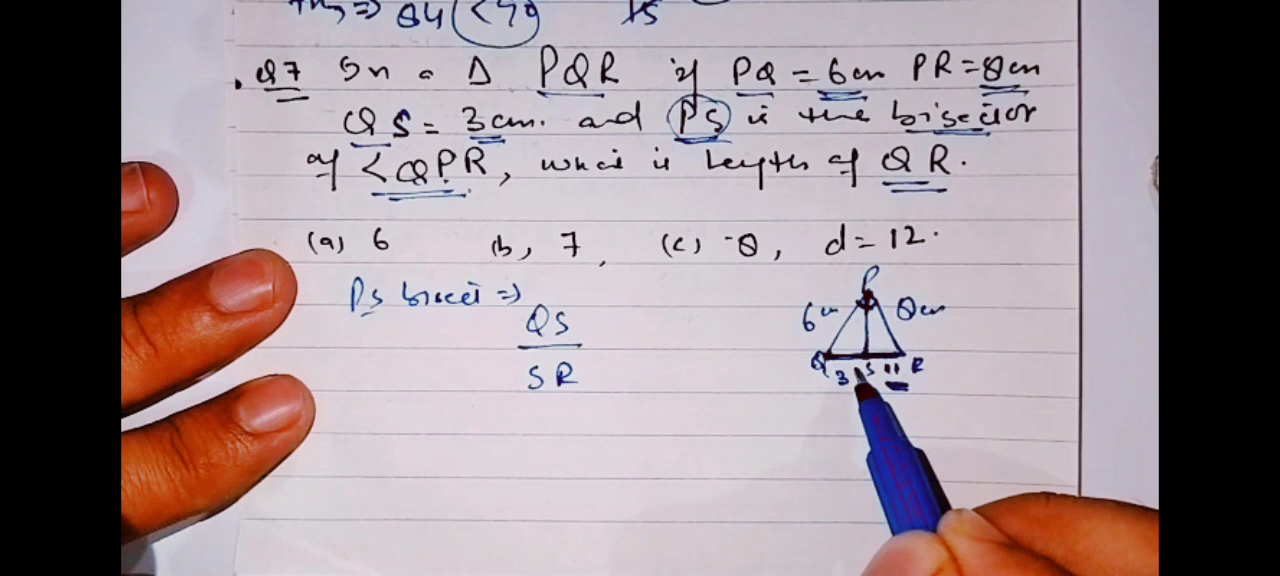 Q7 In a Δ PQR if PQ = 6cm PR = 8cm
QS = 3cm. and PS is the bisector
of <QPR, what is length of QR.
(a) 6 (b) 7, (c) 8, d = 12.
PS bisect =>
QS
SR
P
6cm 8cm
Q 3 S R